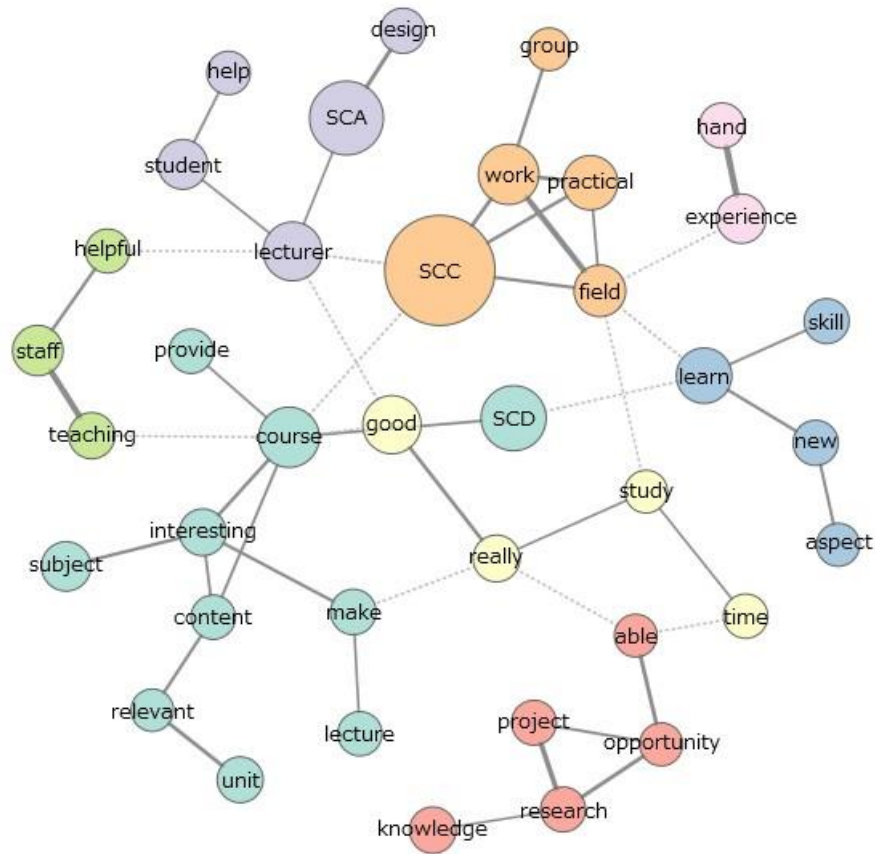 design
group
help
SCA
hand
student
work
practical
experience
helpful
lecturer
SCC
field
skill
provide
staff
learn
good
SCD
teaching
course
new
study
interesting
aspect
subject
really
content
make
time
able
relevant
project
lecture
opportunity
unit
research
knowledge